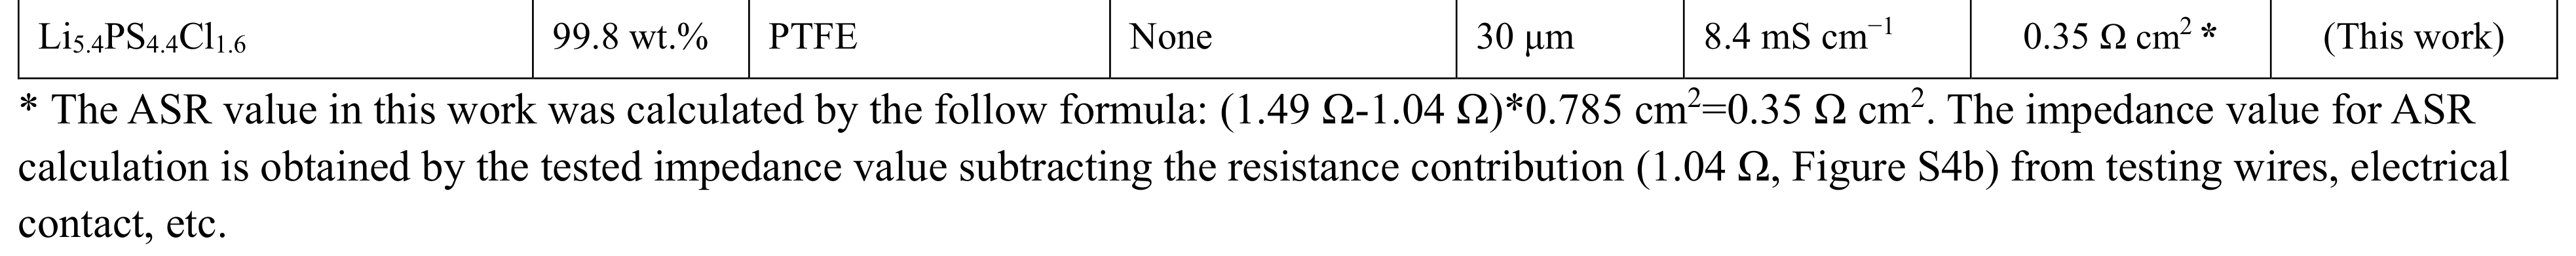 Li₅.₄PS₄.₄Cl₁.₆ 99.8 wt.% PTFE None 30 μm 8.4 mS cm⁻¹ 0.35 Ω cm² * (This work)
* The ASR value in this work was calculated by the follow formula: (1.49 Ω-1.04 Ω)*0.785 cm²=0.35 Ω cm². The impedance value for ASR
calculation is obtained by the tested impedance value subtracting the resistance contribution (1.04 Ω, Figure S4b) from testing wires, electrical
contact, etc.